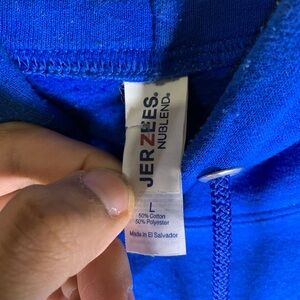 JERZEES®
NUBLEND®
L
50% Cotton
50% Polyester
Made in El Salvador